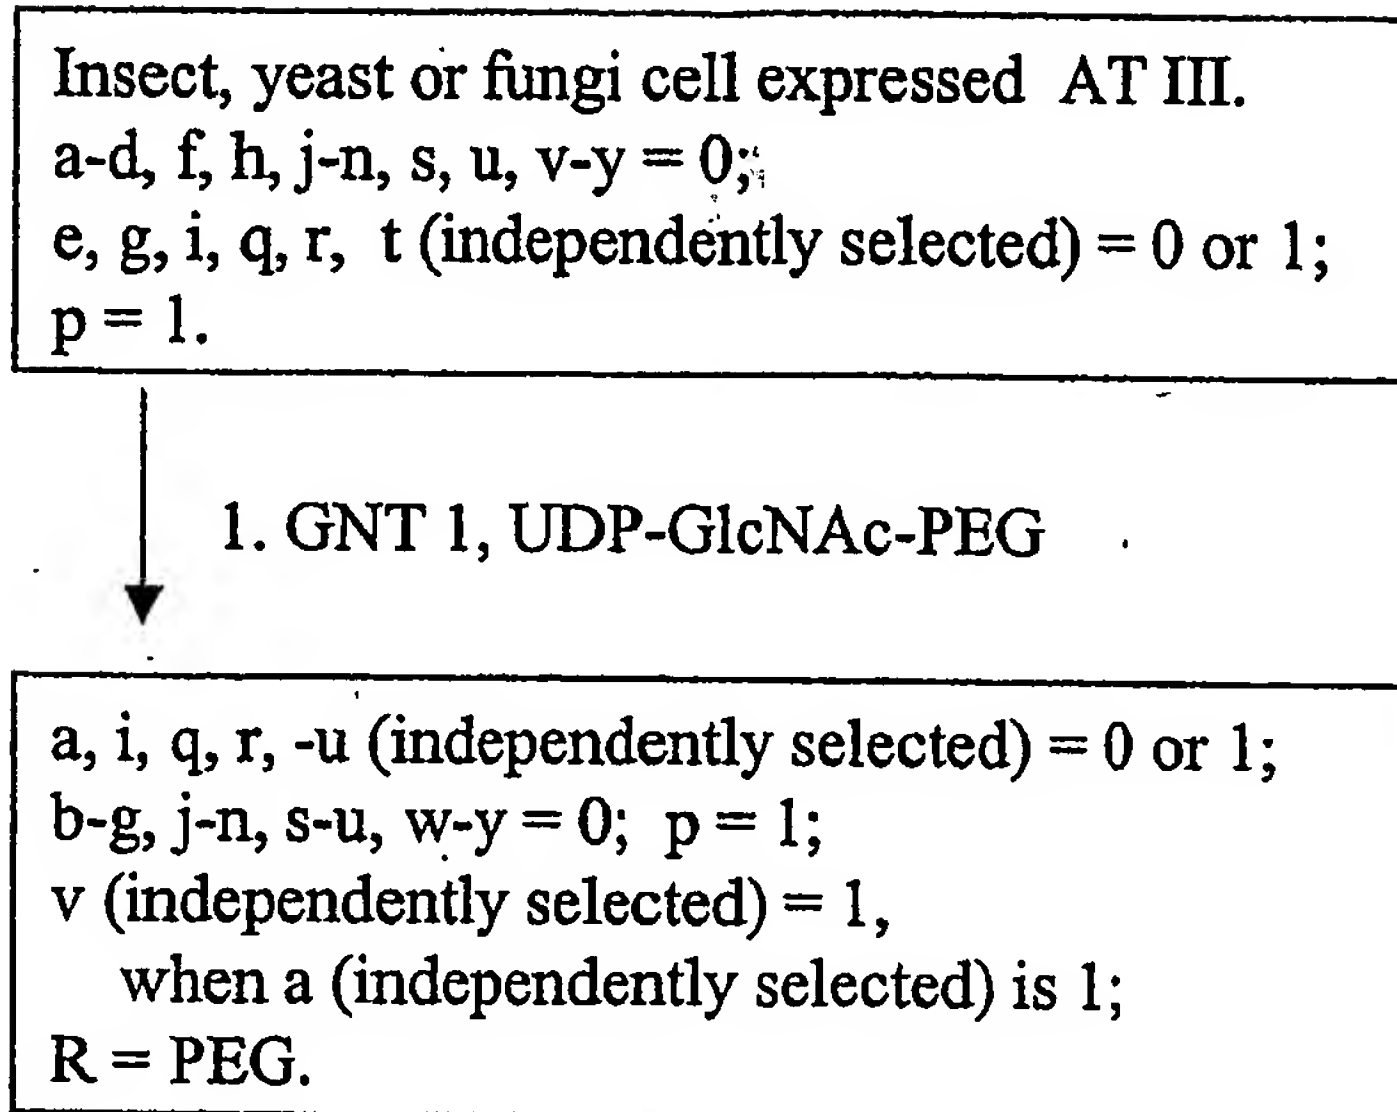 Insect, yeast or fungi cell expressed AT III.
a-d, f, h, j-n, s, u, v-y = 0;
e, g, i, q, r, t (independently selected) = 0 or 1;
p = 1.
1. GNT 1, UDP-GlcNAc-PEG
a, i, q, r, -u (independently selected) = 0 or 1;
b-g, j-n, s-u, w-y = 0; p = 1;
v (independently selected) = 1,
when a (independently selected) is 1;
R = PEG.